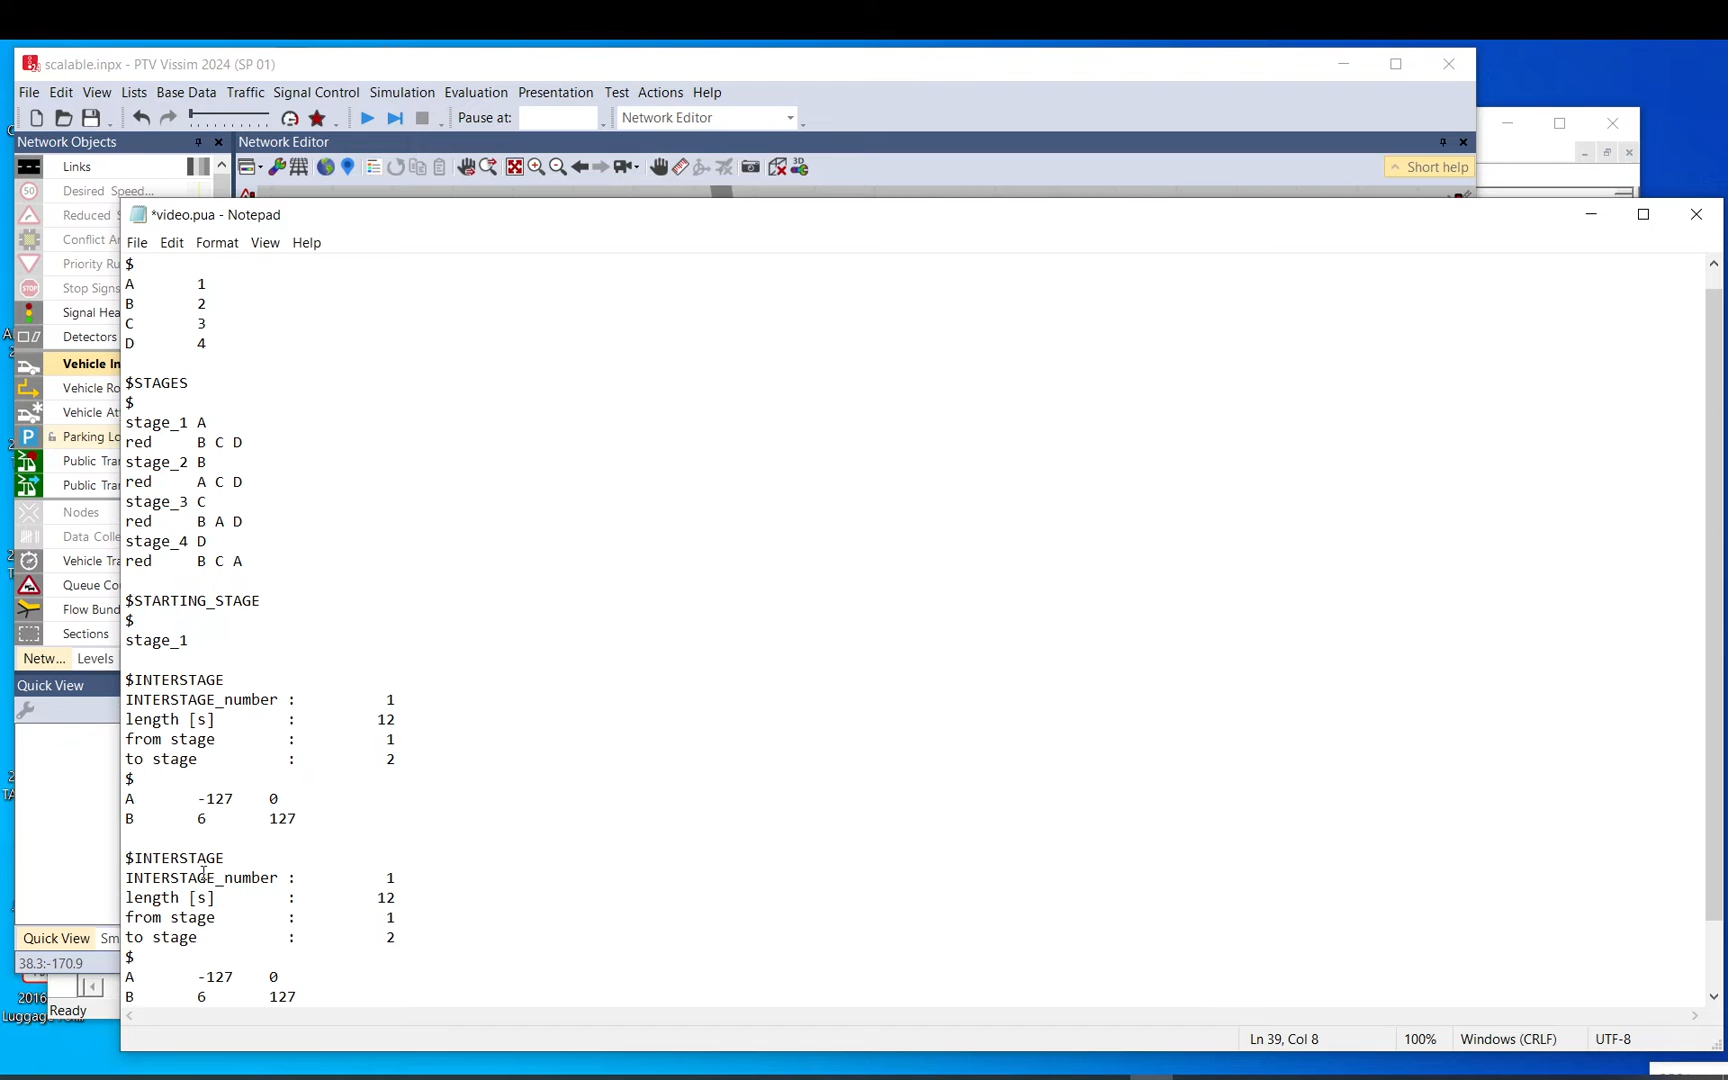 scalable.inpx - PTV Vissim 2024 (SP 01)
File Edit View Lists Base Data Traffic Signal Control Simulation Evaluation Presentation Test Actions Help
Pause at: Network Editor
Network Objects
Network Editor
Links
Short help
50 Desired Speed...
Reduced S
Conflict Ar
Priority Ru
STOP Stop Signs
Signal Hea
Detectors
Vehicle In
Vehicle Ro
Vehicle At
P Parking Lo
Public Tra
Public Tra
Nodes
Data Colle
Vehicle Tra
Queue Co
Flow Bund
Sections
Netw... Levels
Quick View
Quick View Sm
38.3:-170.9
2016
Luggage
Ready
*video.pua - Notepad
File Edit Format View Help
$
A 1
B 2
C 3
D 4
$STAGES
$
stage_1 A
red B C D
stage_2 B
red A C D
stage_3 C
red B A D
stage_4 D
red B C A
$STARTING_STAGE
$
stage_1
$INTERSTAGE
INTERSTAGE_number : 1
length [s] : 12
from stage : 1
to stage : 2
$
A -127 0
B 6 127
$INTERSTAGE
INTERSTAGE_number : 1
length [s] : 12
from stage : 1
to stage : 2
$
A -127 0
B 6 127
Ln 39, Col 8 100% Windows (CRLF) UTF-8